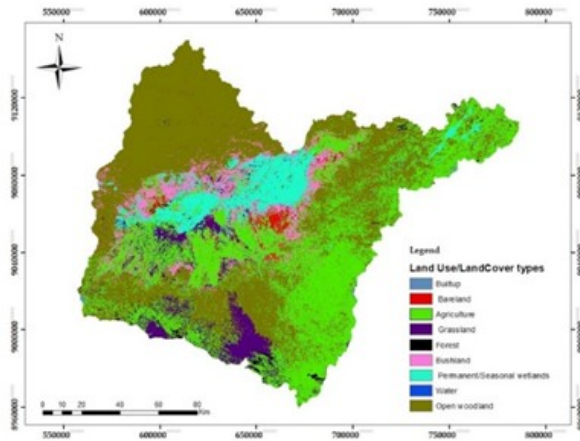 550000 600000 650000 700000 750000 800000
N
Legend
Land Use/LandCover types
Builtup
Bareland
Agriculture
Grassland
Forest
Bushland
Permanent/Seasonal wetlands
Water
Open woodland
0 10 20 40 60 80
Km
550000 600000 650000 700000 750000 800000